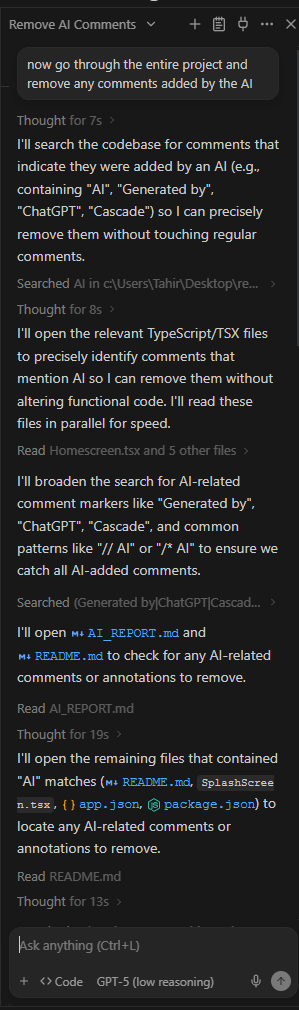 Remove AI Comments
now go through the entire project and
remove any comments added by the AI
Thought for 7s
I'll search the codebase for comments that
indicate they were added by an AI (e.g.,
containing "AI", "Generated by",
"ChatGPT", "Cascade") so I can precisely
remove them without touching regular
comments.
Searched AI in c:\Users\Tahir\Desktop\re...
Thought for 8s
I'll open the relevant TypeScript/TSX files
to precisely identify comments that
mention AI so I can remove them without
altering functional code. I'll read these
files in parallel for speed.
Read Homescreen.tsx and 5 other files
I'll broaden the search for AI-related
comment markers like "Generated by",
"ChatGPT", "Cascade", and common
patterns like "// AI" or "/* AI" to ensure we
catch all AI-added comments.
Searched (Generated by|ChatGPT|Cascad...
I'll open AI_REPORT.md and
README.md to check for any AI-related
comments or annotations to remove.
Read AI_REPORT.md
Thought for 19s
I'll open the remaining files that contained
"AI" matches (README.md, SplashScree
n.tsx, {} app.json, package.json) to
locate any AI-related comments or
annotations to remove.
Read README.md
Thought for 13s
Ask anything (Ctrl+L)
+ <> Code GPT-5 (low reasoning)